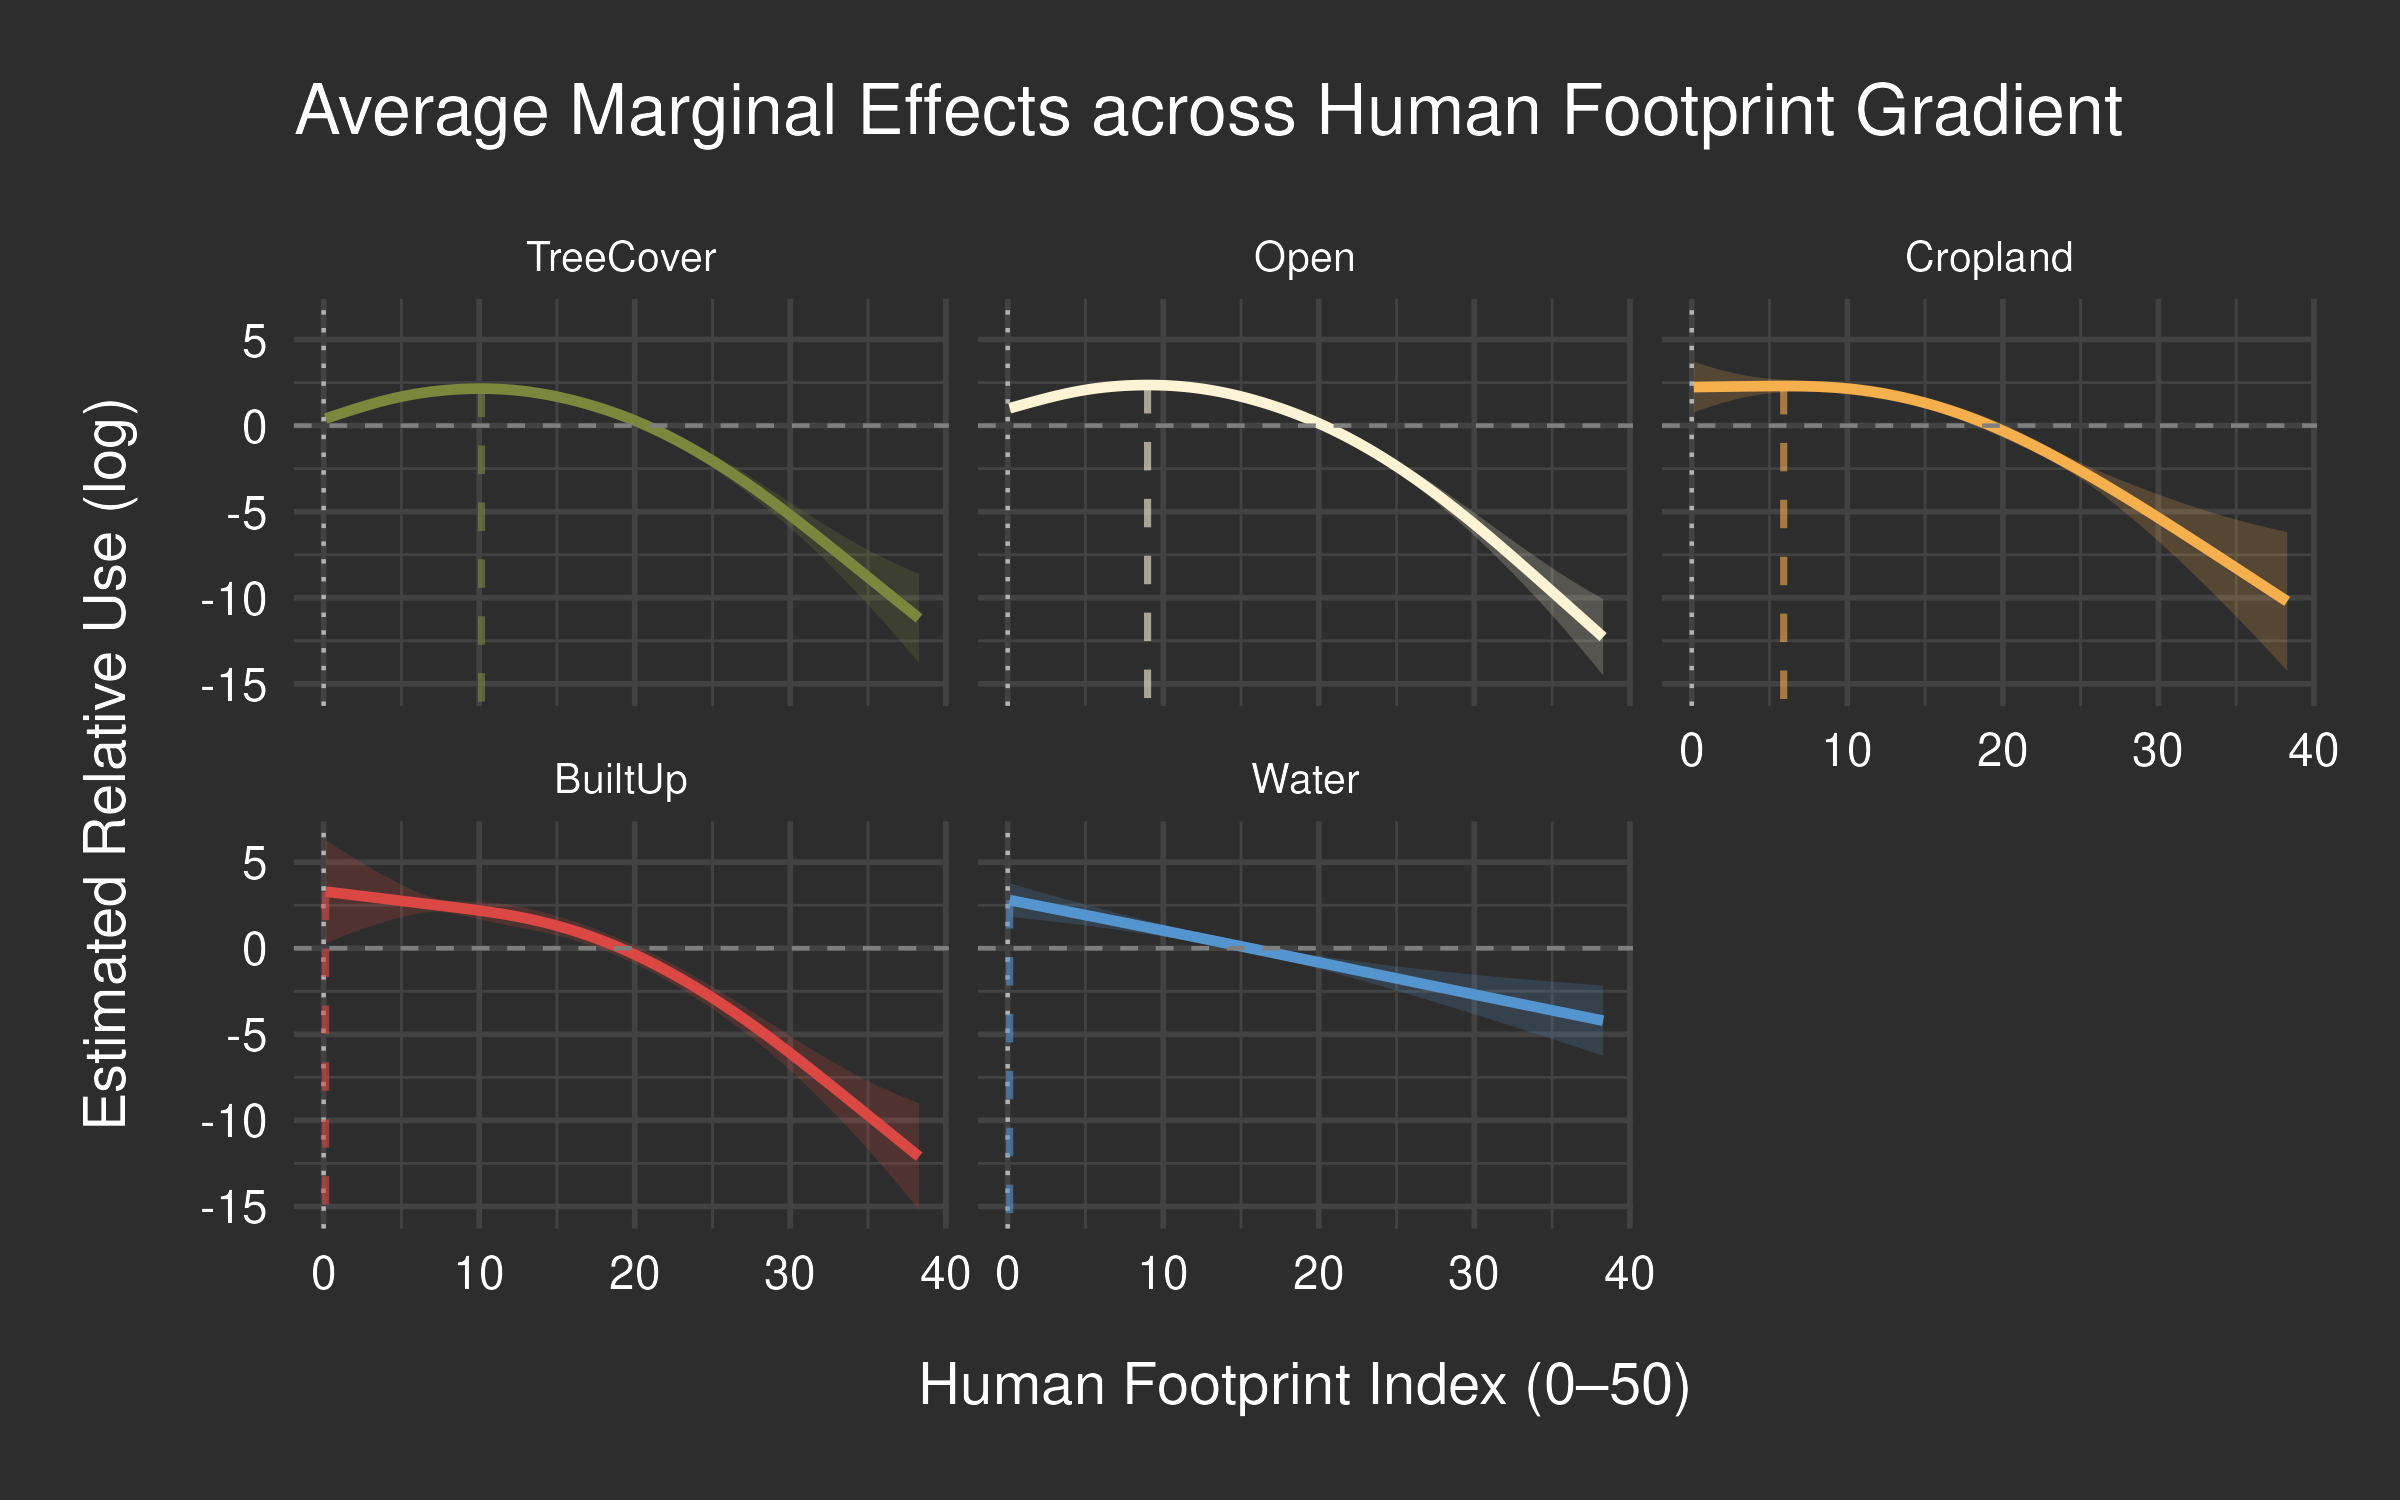 Average Marginal Effects across Human Footprint Gradient
TreeCover
Open
Cropland
5
0
-5
-10
-15
0 10 20 30 40
BuiltUp
Water
5
0
-5
-10
-15
0 10 20 30 40
0 10 20 30 40
Estimated Relative Use (log)
Human Footprint Index (0–50)